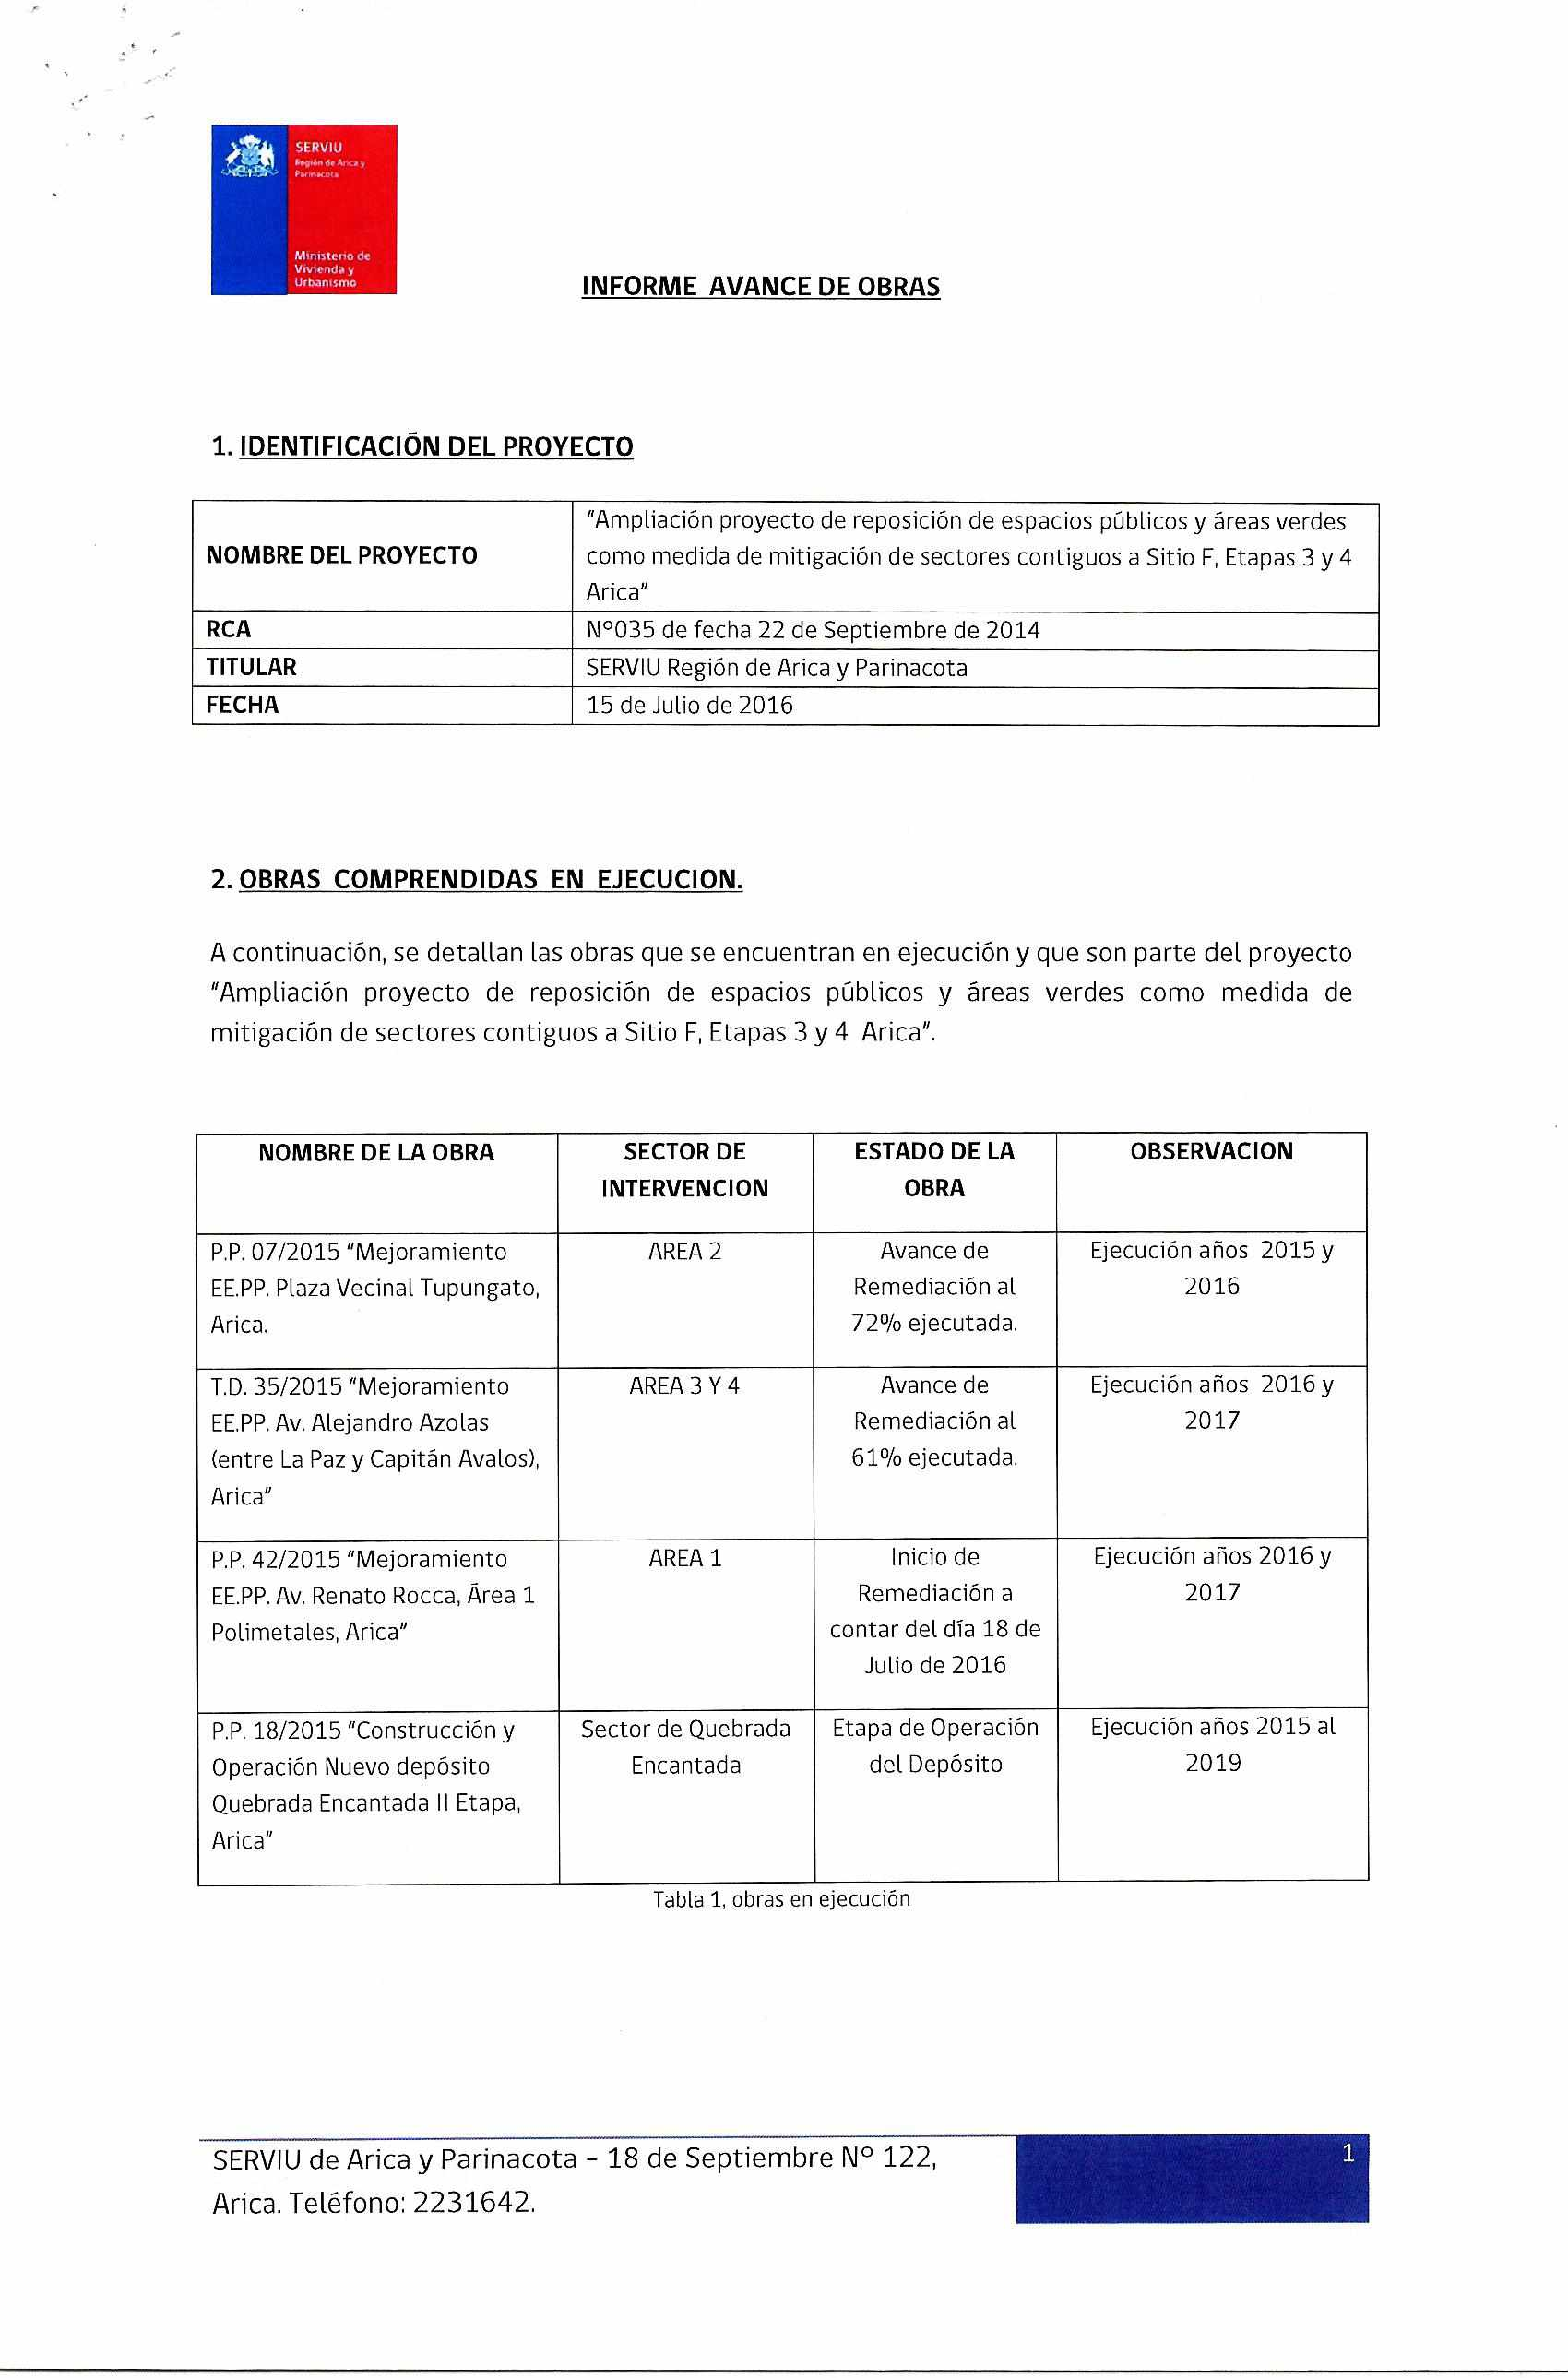 SERVIU
Región de Arica y
Parinacota
Ministerio de
Vivienda y
Urbanismo
INFORME AVANCE DE OBRAS
1. IDENTIFICACIÓN DEL PROYECTO
NOMBRE DEL PROYECTO
"Ampliación proyecto de reposición de espacios públicos y áreas verdes
como medida de mitigación de sectores contiguos a Sitio F, Etapas 3 y 4
Arica"
RCA
N°035 de fecha 22 de Septiembre de 2014
TITULAR
SERVIU Región de Arica y Parinacota
FECHA
15 de Julio de 2016
2. OBRAS COMPRENDIDAS EN EJECUCION.
A continuación, se detallan las obras que se encuentran en ejecución y que son parte del proyecto
"Ampliación proyecto de reposición de espacios públicos y áreas verdes como medida de
mitigación de sectores contiguos a Sitio F, Etapas 3 y 4 Arica".
NOMBRE DE LA OBRA
SECTOR DE
INTERVENCION
ESTADO DE LA
OBRA
OBSERVACION
P.P. 07/2015 "Mejoramiento
EE.PP. Plaza Vecinal Tupungato,
Arica.
AREA 2
Avance de
Remediación al
72% ejecutada.
Ejecución años 2015 y
2016
T.D. 35/2015 "Mejoramiento
EE.PP. Av. Alejandro Azolas
(entre La Paz y Capitán Avalos),
Arica"
AREA 3 Y 4
Avance de
Remediación al
61% ejecutada.
Ejecución años 2016 y
2017
P.P. 42/2015 "Mejoramiento
EE.PP. Av. Renato Rocca, Área 1
Polimetales, Arica"
AREA 1
Inicio de
Remediación a
contar del día 18 de
Julio de 2016
Ejecución años 2016 y
2017
P.P. 18/2015 "Construcción y
Operación Nuevo depósito
Quebrada Encantada II Etapa,
Arica"
Sector de Quebrada
Encantada
Etapa de Operación
del Depósito
Ejecución años 2015 al
2019
Tabla 1, obras en ejecución
SERVIU de Arica y Parinacota – 18 de Septiembre N° 122,
Arica. Teléfono: 2231642.
1